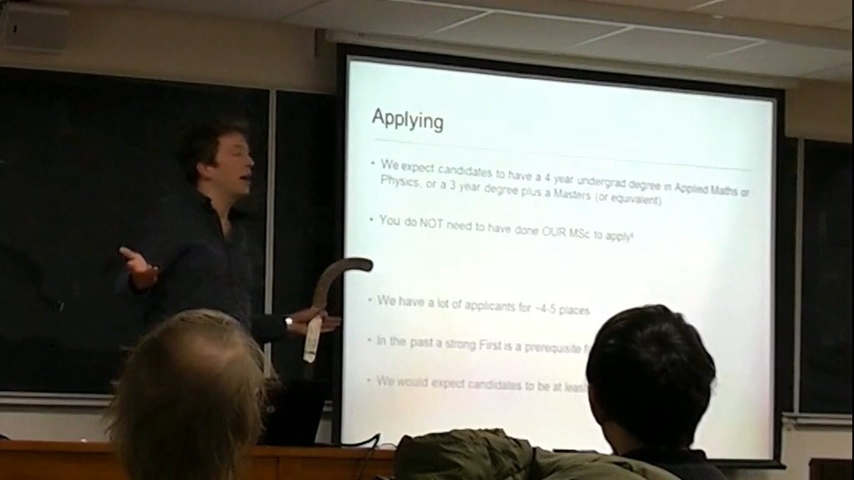 Applying
• We expect candidates to have a 4 year undergrad degree in Applied Maths or
Physics, or a 3 year degree plus a Masters (or equivalent)
• You do NOT need to have done OUR MSc to apply!
• We have a lot of applicants for ~4-5 places
• In the past a strong First is a prerequisite
• We would expect candidates to be at least